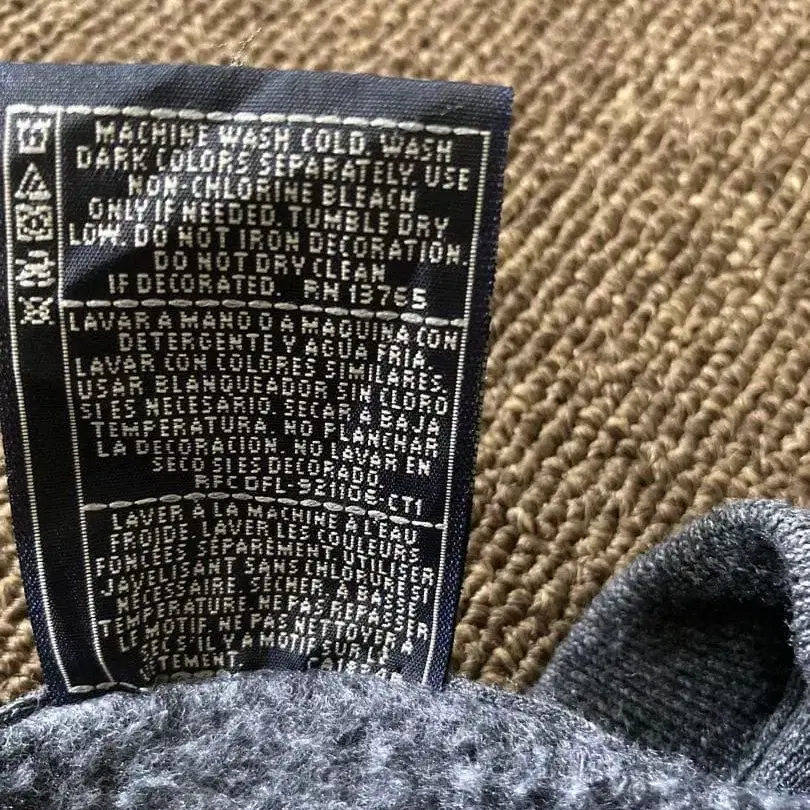 MACHINE WASH COLD. WASH
DARK COLORS SEPARATELY. USE
NON-CHLORINE BLEACH
ONLY IF NEEDED. TUMBLE DRY
LOW. DO NOT IRON DECORATION.
DO NOT DRY CLEAN
IF DECORATED. RN 13765
LAVAR A MANO O A MAQUINA CON
DETERGENTE Y AGUA FRIA.
LAVAR CON COLORES SIMILARES.
USAR BLANQUEADOR SIN CLORO
SI ES NECESARIO. SECAR A BAJA
TEMPERATURA. NO PLANCHAR
LA DECORACION. NO LAVAR EN
SECO SI ES DECORADO.
RFC DFL-921106-CT1
LAVER À LA MACHINE À L'EAU
FROIDE. LAVER LES COULEURS
FONCÉES SÉPARÉMENT. UTILISER
JAVELISANT SANS CHLORURE SI
NÉCESSAIRE. SÉCHER À BASSE
TEMPÉRATURE. NE PAS REPASSER
LE MOTIF. NE PAS NETTOYER À
SEC S'IL Y A MOTIF SUR LE
VÊTEMENT.